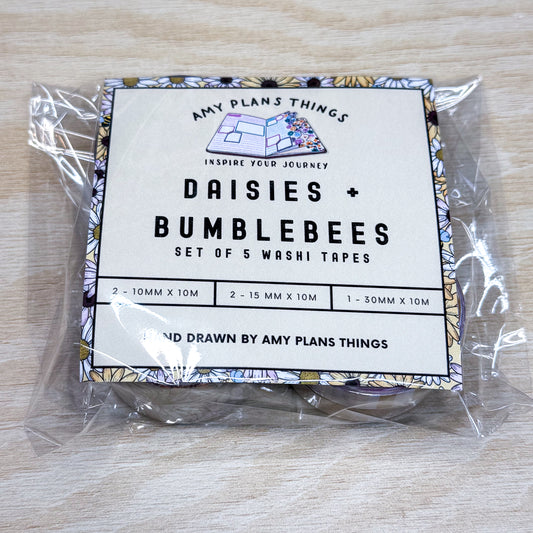 AMY PLANS THINGS
INSPIRE YOUR JOURNEY
DAISIES +
BUMBLEBEES
SET OF 5 WASHI TAPES
2 - 10MM X 10M 2 - 15 MM X 10M 1 - 30MM X 10M
DRAWN BY AMY PLANS THINGS